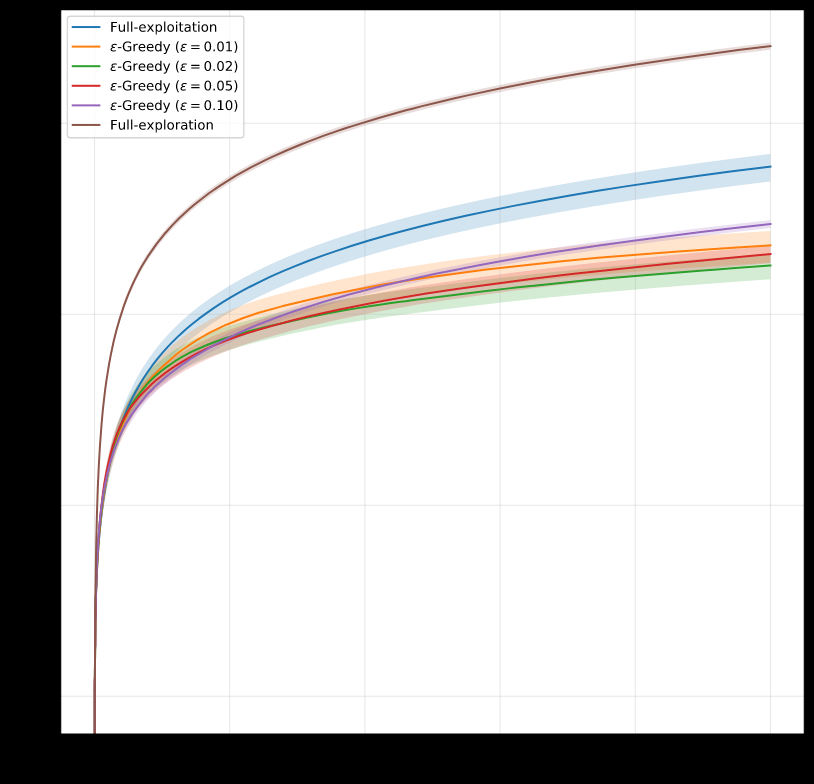 Full-exploitation
ε-Greedy (ε = 0.01)
ε-Greedy (ε = 0.02)
ε-Greedy (ε = 0.05)
ε-Greedy (ε = 0.10)
Full-exploration